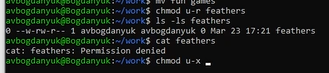 avbogdanyuk@Bogdanyuk:~/work$ mv fun games
avbogdanyuk@Bogdanyuk:~/work$ chmod u-r feathers
avbogdanyuk@Bogdanyuk:~/work$ ls -ls feathers
0 --w-rw-r-- 1 avbogdanyuk avbogdanyuk 0 Mar 23 17:21 feathers
avbogdanyuk@Bogdanyuk:~/work$ cat feathers
cat: feathers: Permission denied
avbogdanyuk@Bogdanyuk:~/work$ chmod u-x